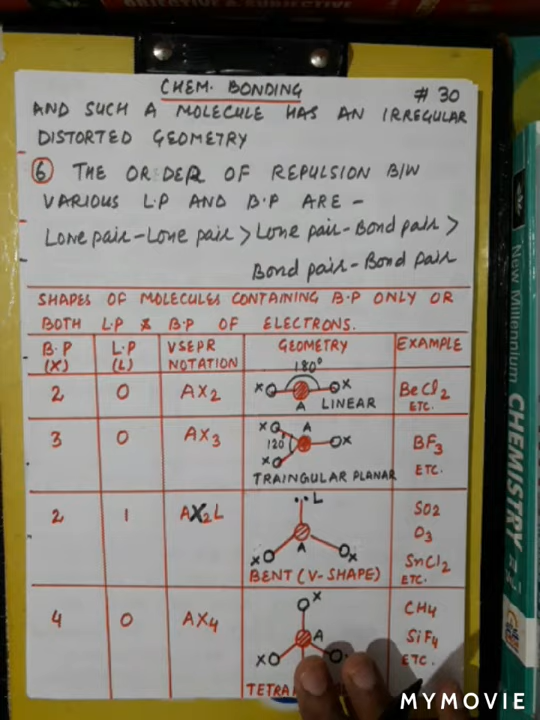 OBJECTIVE & SUBJECTIVE
CHEM. BONDING
# 30
AND SUCH A MOLECULE HAS AN IRREGULAR
DISTORTED GEOMETRY
6 THE ORDER OF REPULSION B/W
VARIOUS L.P AND B.P ARE -
Lone pair - Lone pair > Lone pair - Bond pair >
Bond pair - Bond pair
SHAPES OF MOLECULES CONTAINING B.P ONLY OR
BOTH L.P & B.P OF ELECTRONS.
B.P (X) L.P (L) VSEPR NOTATION GEOMETRY EXAMPLE
2 0 AX2 180° X X A LINEAR BeCl2 ETC.
3 0 AX3 X A 120 X X TRAINGULAR PLANAR BF3 ETC.
2 1 AX2L L A X X BENT (V-SHAPE) SO2 O3 SnCl2 ETC.
4 0 AX4 X A X CH4 SiF4 ETC.
TETRA
New Millennium
CHEMISTRY
MYMOVIE